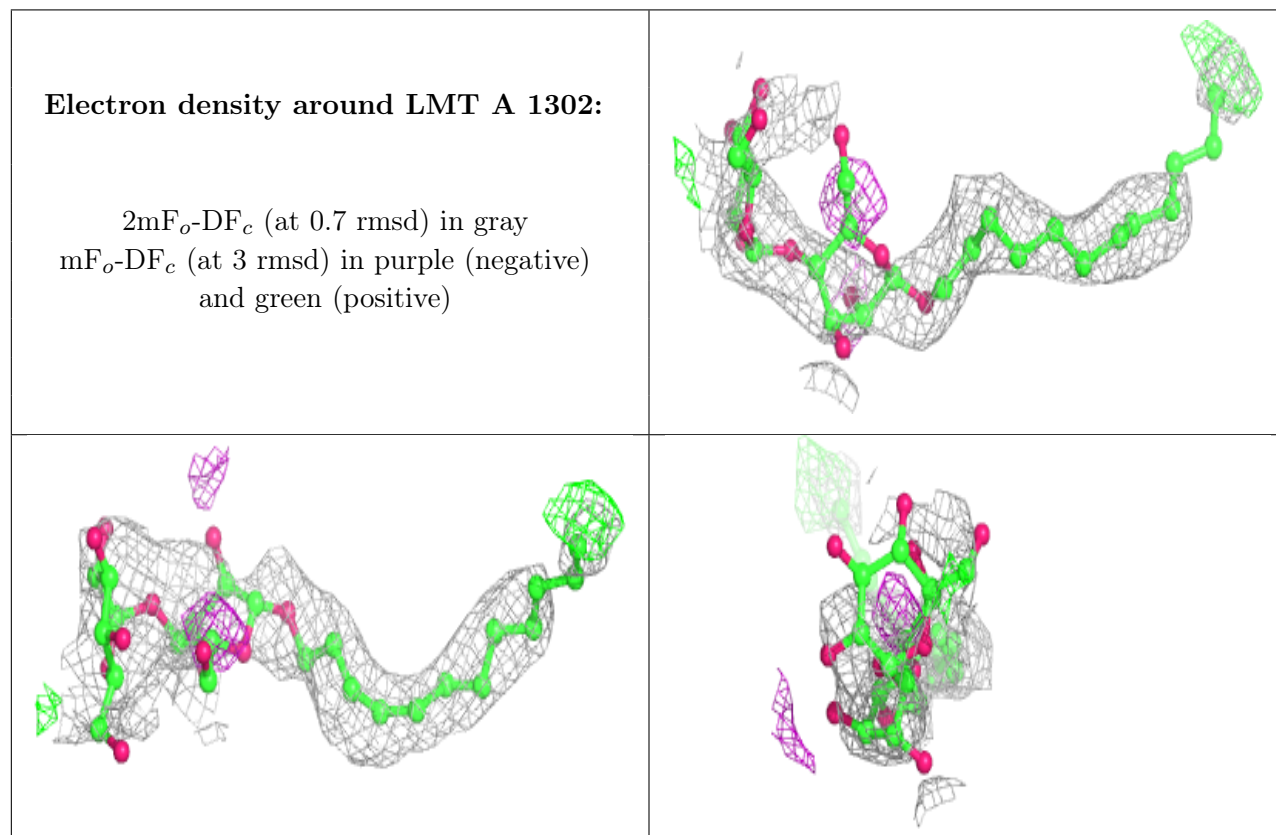 Electron density around LMT A 1302:
2mFo-DFc (at 0.7 rmsd) in gray
mFo-DFc (at 3 rmsd) in purple (negative)
and green (positive)